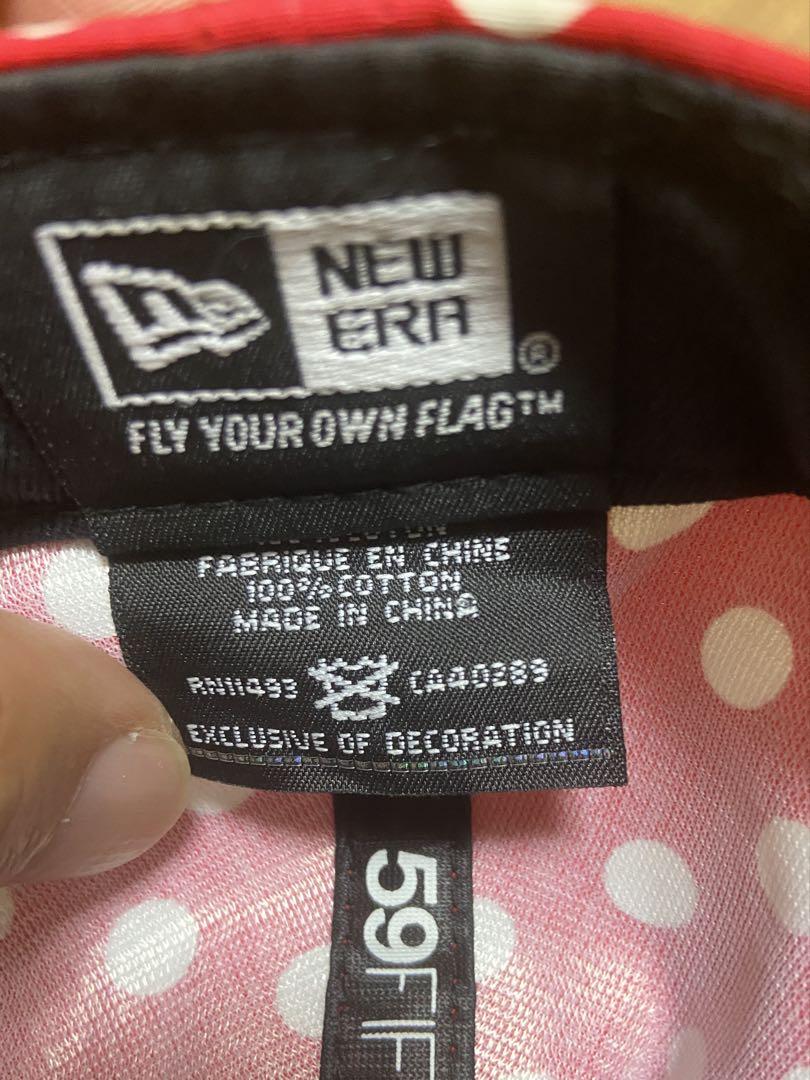 NEW
ERA
®
FLY YOUR OWN FLAG™
FABRIQUE EN CHINE
100% COTTON
MADE IN CHINA
RN11493 CA40289
EXCLUSIVE OF DECORATION
59FIF